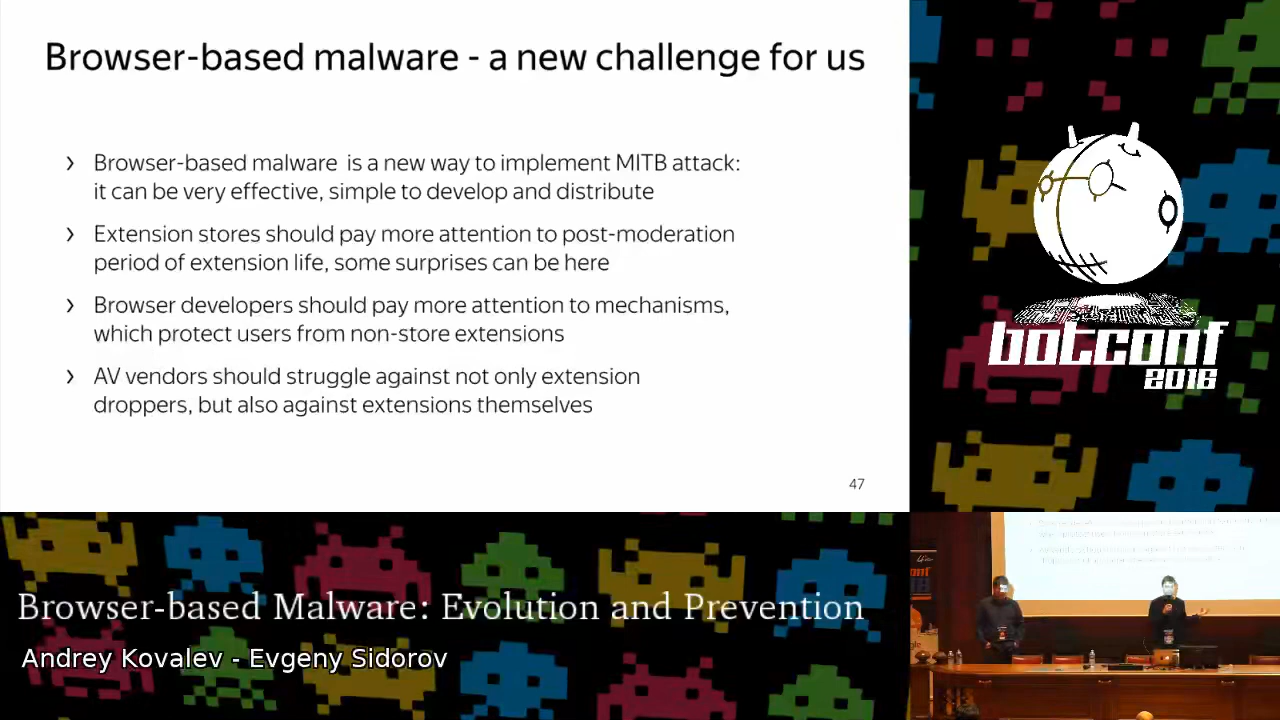 Browser-based malware - a new challenge for us
› Browser-based malware  is a new way to implement MITB attack:
it can be very effective, simple to develop and distribute
› Extension stores should pay more attention to post-moderation
period of extension life, some surprises can be here
› Browser developers should pay more attention to mechanisms,
which protect users from non-store extensions
› AV vendors should struggle against not only extension
droppers, but also against extensions themselves
47
botconf
2016
Browser-based Malware: Evolution and Prevention
Andrey Kovalev - Evgeny Sidorov